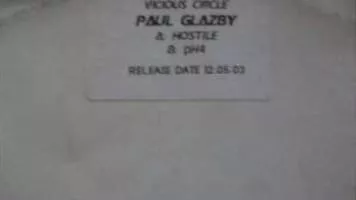 VICIOUS CIRCLE
PAUL GLAZBY
A: HOSTILE
B: pH4
RELEASE DATE 12:05:03